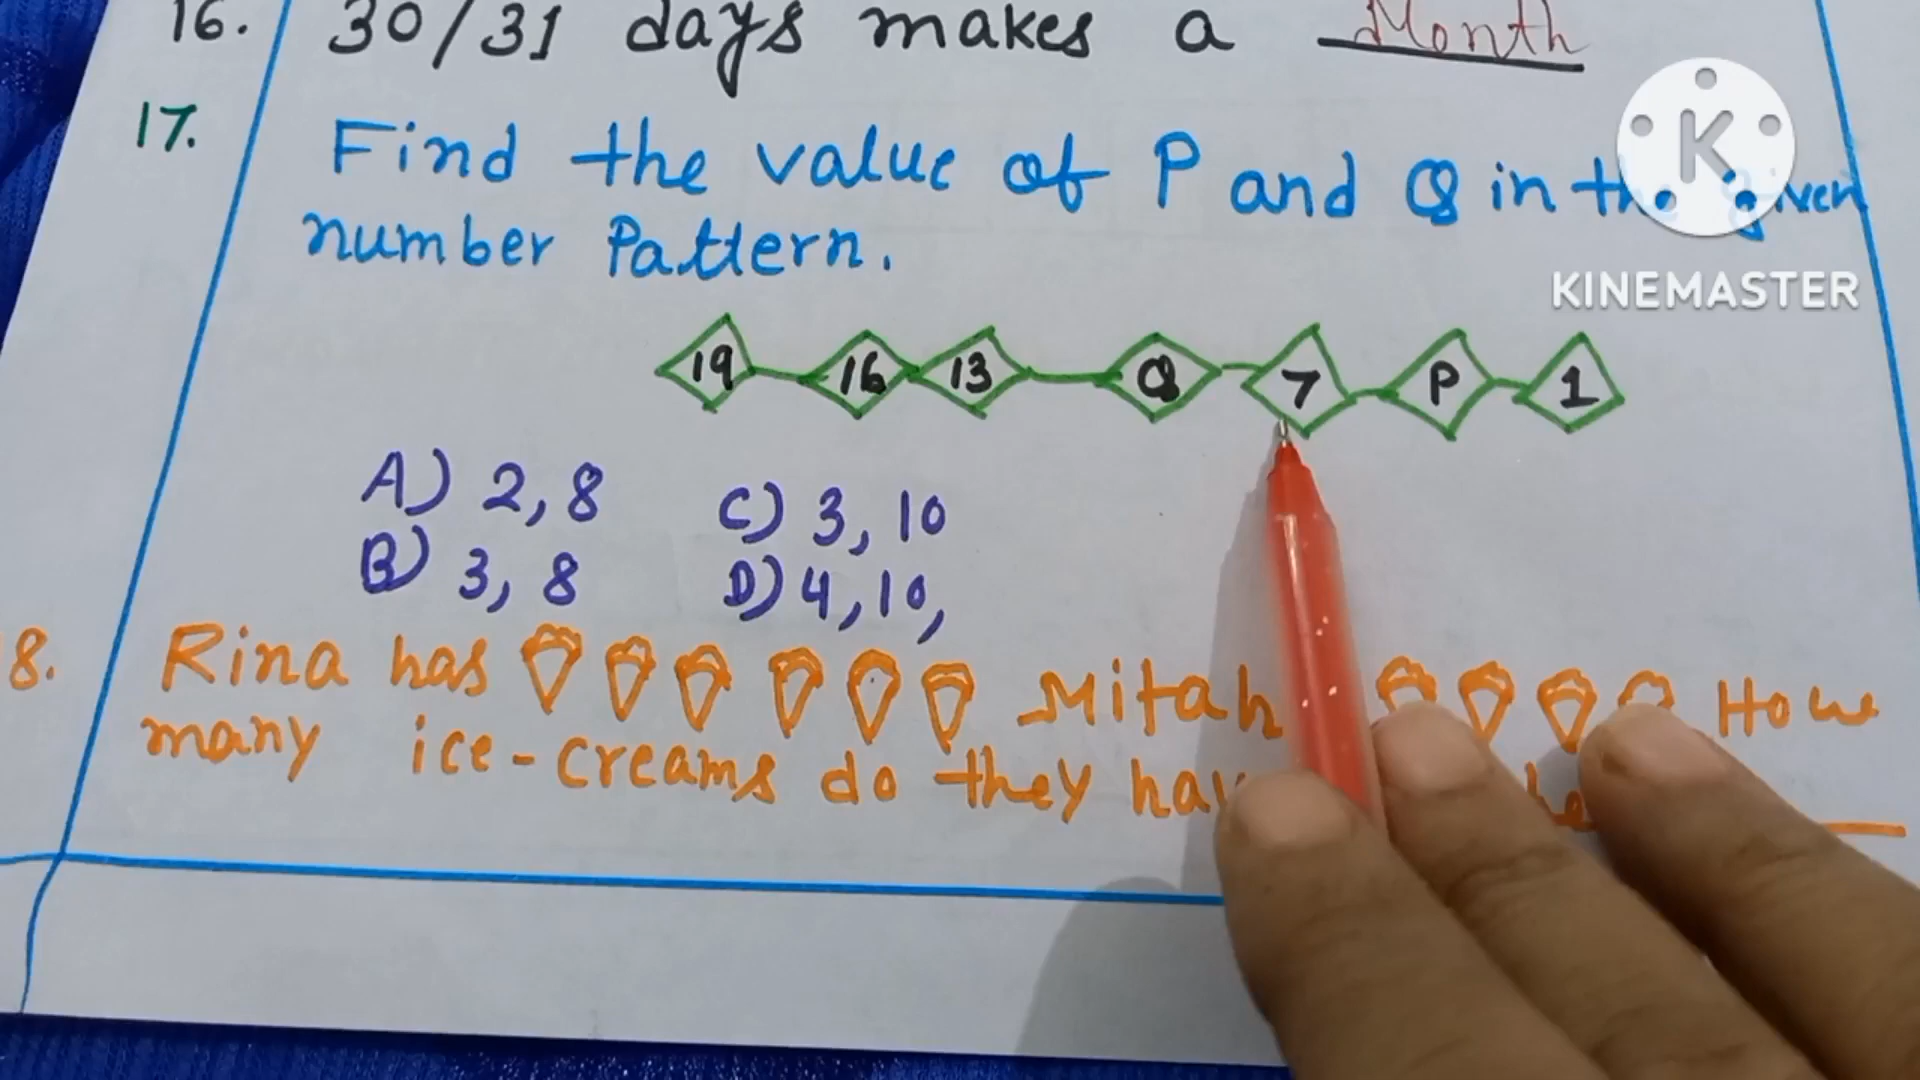 16. 30/31 days makes a Month
17. Find the value of P and Q in the given
number Pattern.
19 16 13 Q 7 P 1
A) 2, 8 C) 3, 10
B) 3, 8 D) 4, 10,
8. Rina has Mitah How
many ice-creams do they
K
KINEMASTER